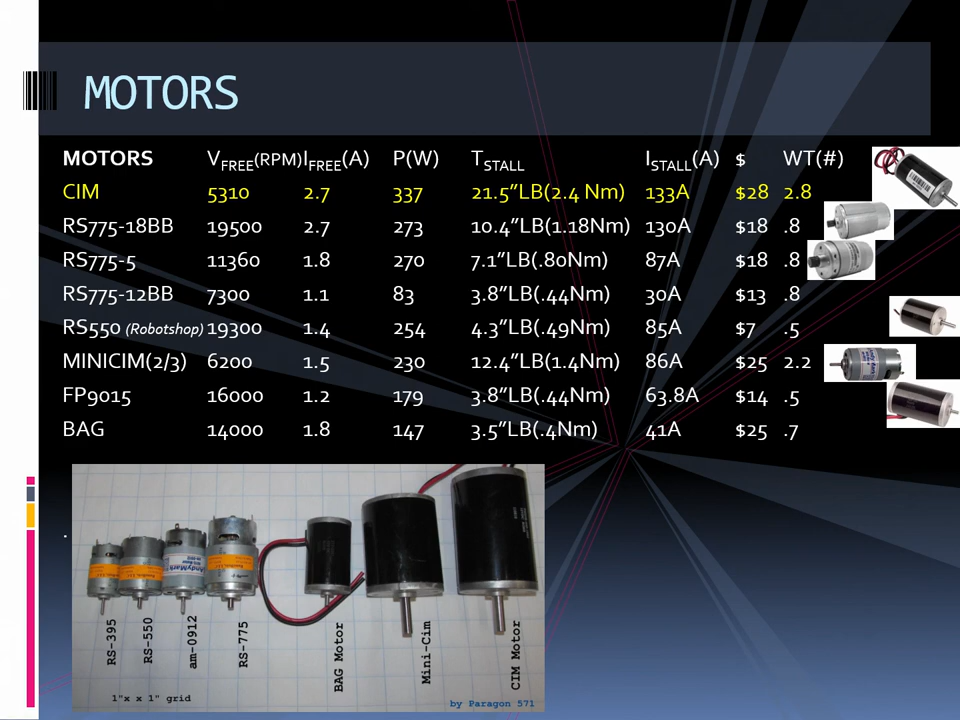 MOTORS
MOTORS V_FREE(RPM) I_FREE(A) P(W) T_STALL I_STALL(A) $ WT(#)
CIM 5310 2.7 337 21.5”LB(2.4 Nm) 133A $28 2.8
RS775-18BB 19500 2.7 273 10.4”LB(1.18Nm) 130A $18 .8
RS775-5 11360 1.8 270 7.1”LB(.80Nm) 87A $18 .8
RS775-12BB 7300 1.1 83 3.8”LB(.44Nm) 30A $13 .8
RS550 (Robotshop) 19300 1.4 254 4.3”LB(.49Nm) 85A $7 .5
MINICIM(2/3) 6200 1.5 230 12.4”LB(1.4Nm) 86A $25 2.2
FP9015 16000 1.2 179 3.8”LB(.44Nm) 63.8A $14 .5
BAG 14000 1.8 147 3.5”LB(.4Nm) 41A $25 .7
.
AndyMark
RS-395
RS-550
am-0912
RS-775
BAG Motor
Mini-Cim
CIM Motor
1"x x 1" grid
by Paragon 571